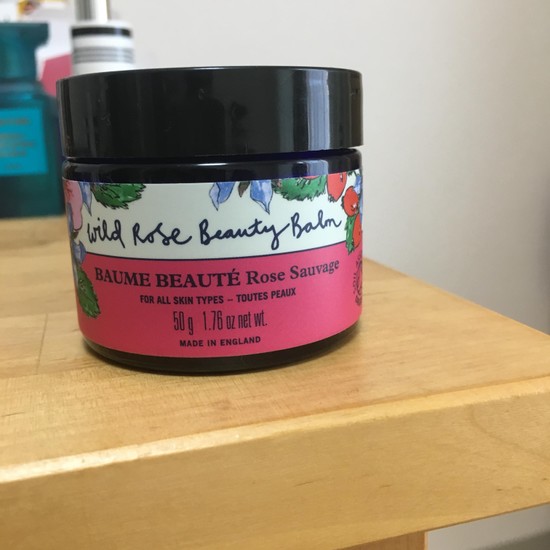 Wild Rose Beauty Balm
BAUME BEAUTÉ Rose Sauvage
FOR ALL SKIN TYPES – TOUTES PEAUX
50 g 1.76 oz net wt.
MADE IN ENGLAND